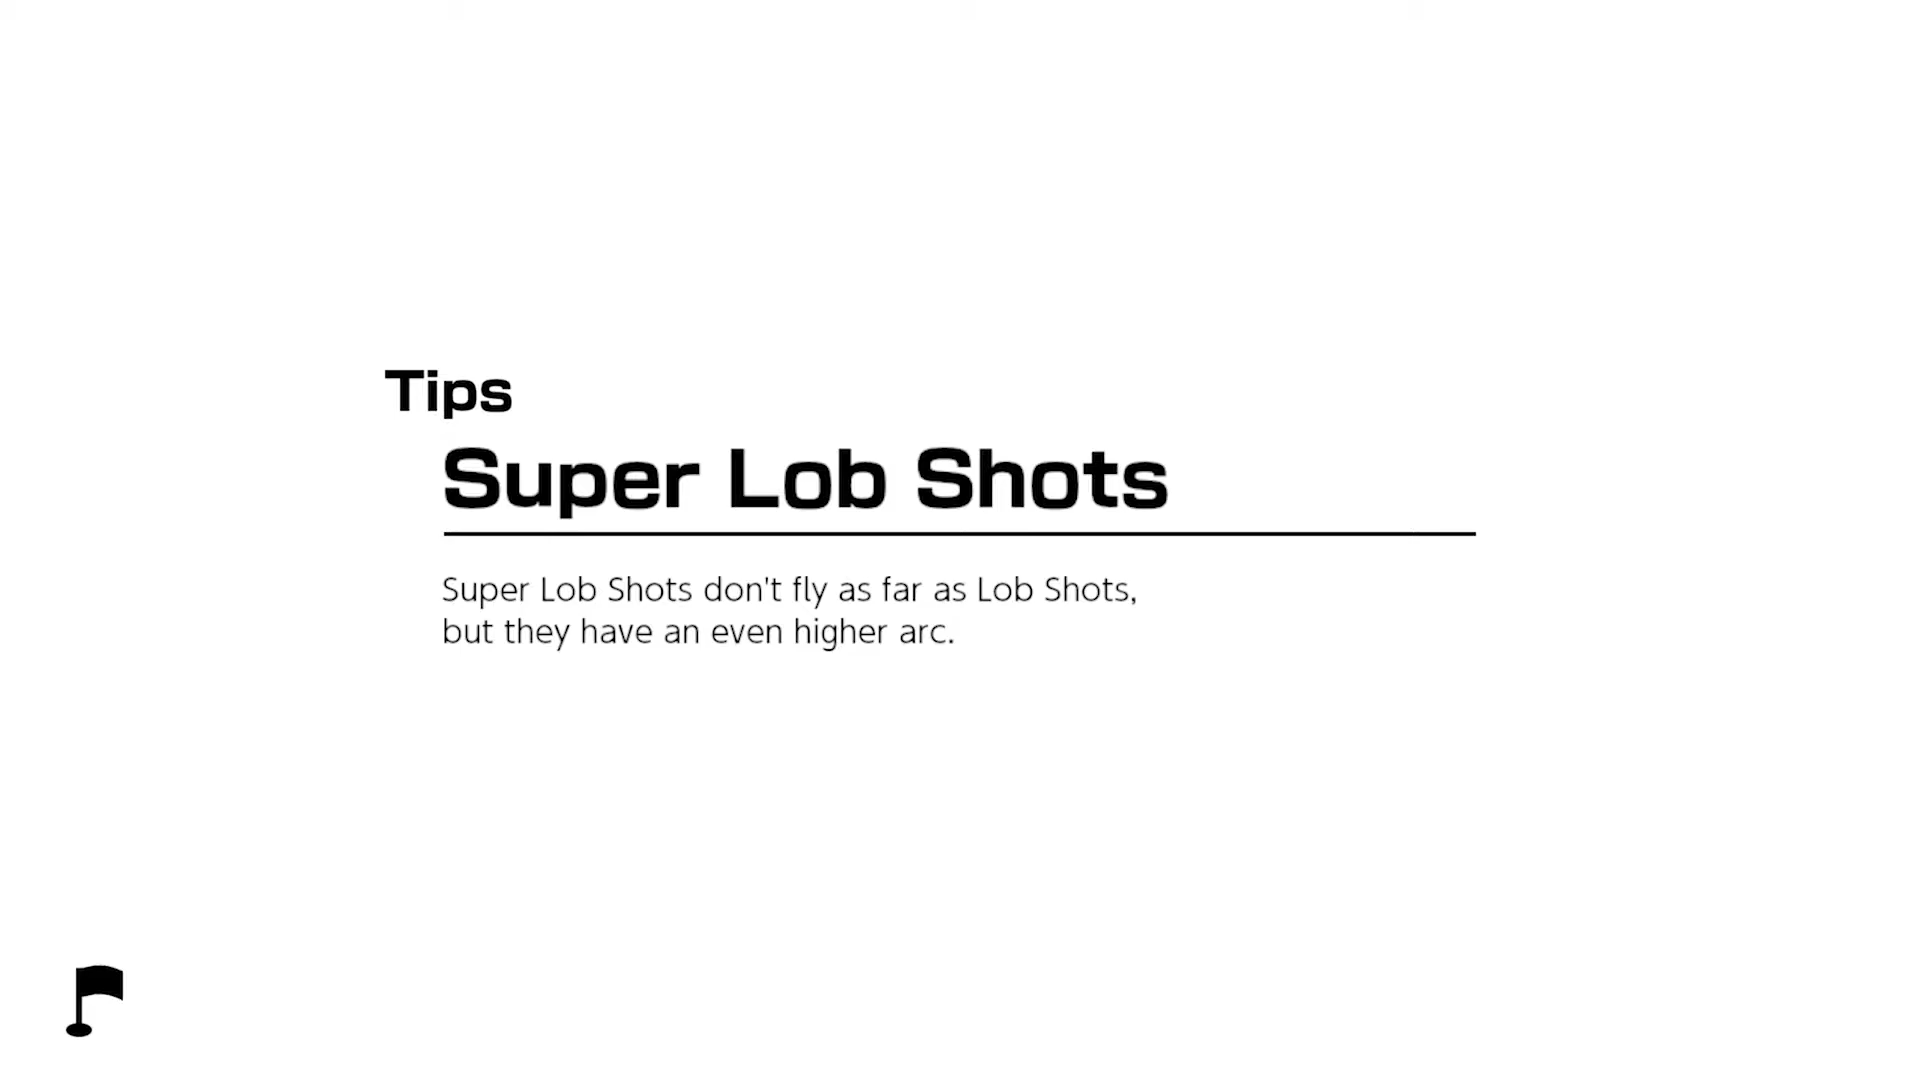 Tips
Super Lob Shots
Super Lob Shots don't fly as far as Lob Shots,
but they have an even higher arc.